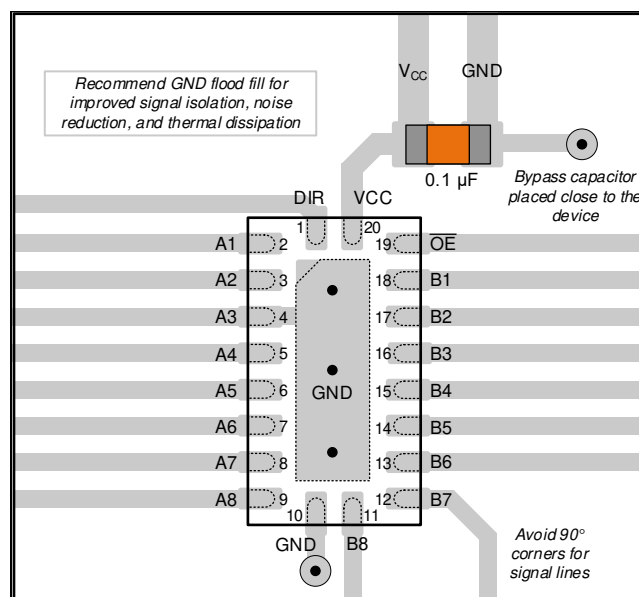 Recommend GND flood fill for
improved signal isolation, noise
reduction, and thermal dissipation
VCC GND
0.1 µF
Bypass capacitor
placed close to the
device
DIR VCC
1 20
A1 2 19 OE
A2 3 18 B1
A3 4 17 B2
A4 5 16 B3
A5 6 GND 15 B4
A6 7 14 B5
A7 8 13 B6
A8 9 12 B7
10 11
GND B8
Avoid 90°
corners for
signal lines